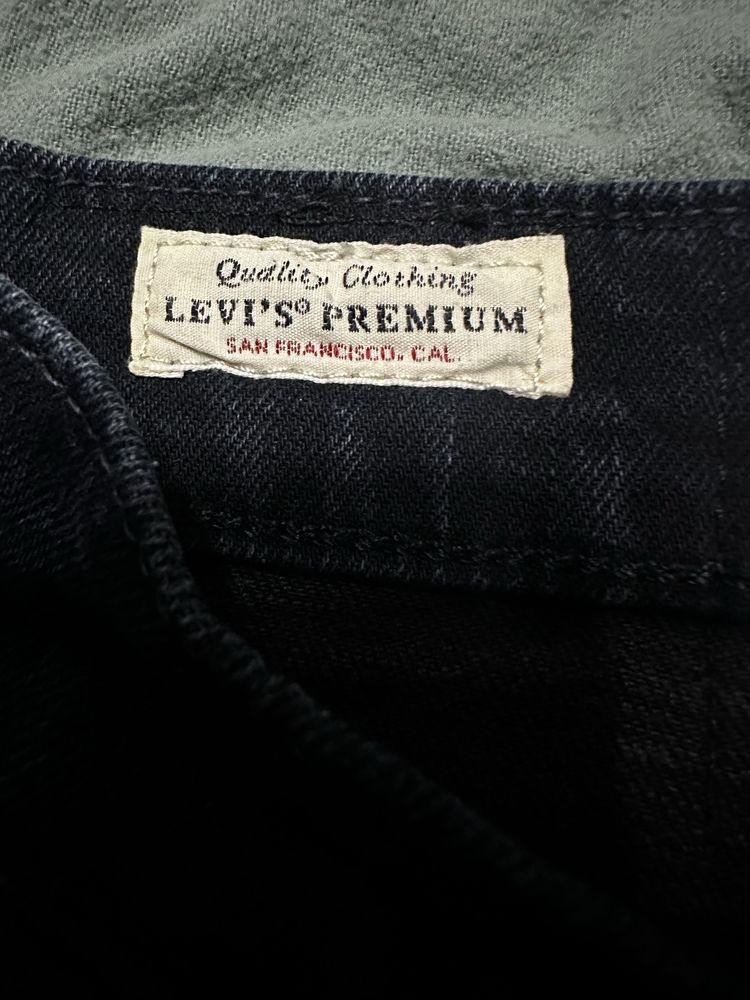 Quality Clothing
LEVI'S® PREMIUM
SAN FRANCISCO, CAL.